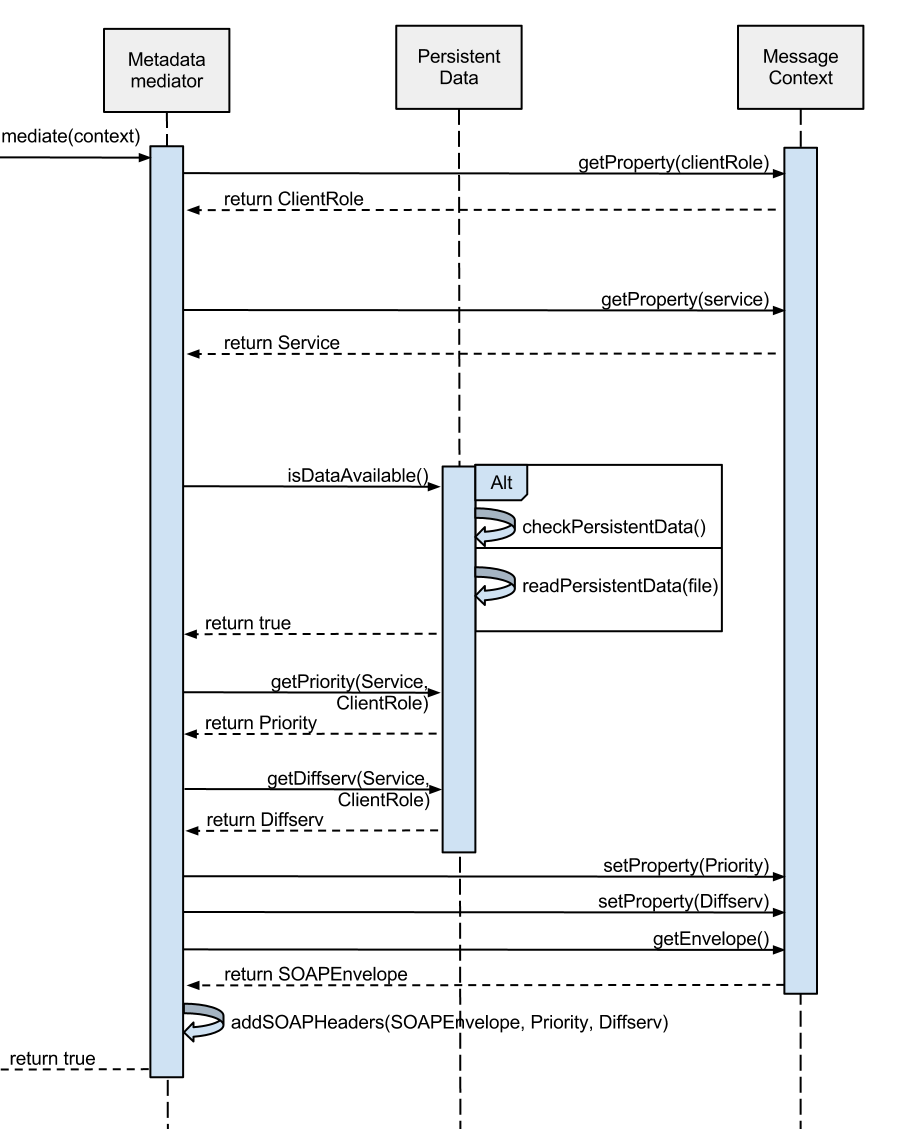 Metadata
mediator
Persistent
Data
Message
Context
mediate(context)
getProperty(clientRole)
return ClientRole
getProperty(service)
return Service
isDataAvailable()
Alt
checkPersistentData()
readPersistentData(file)
return true
getPriority(Service,
ClientRole)
return Priority
getDiffserv(Service,
ClientRole)
return Diffserv
setProperty(Priority)
setProperty(Diffserv)
getEnvelope()
return SOAPEnvelope
addSOAPHeaders(SOAPEnvelope, Priority, Diffserv)
return true